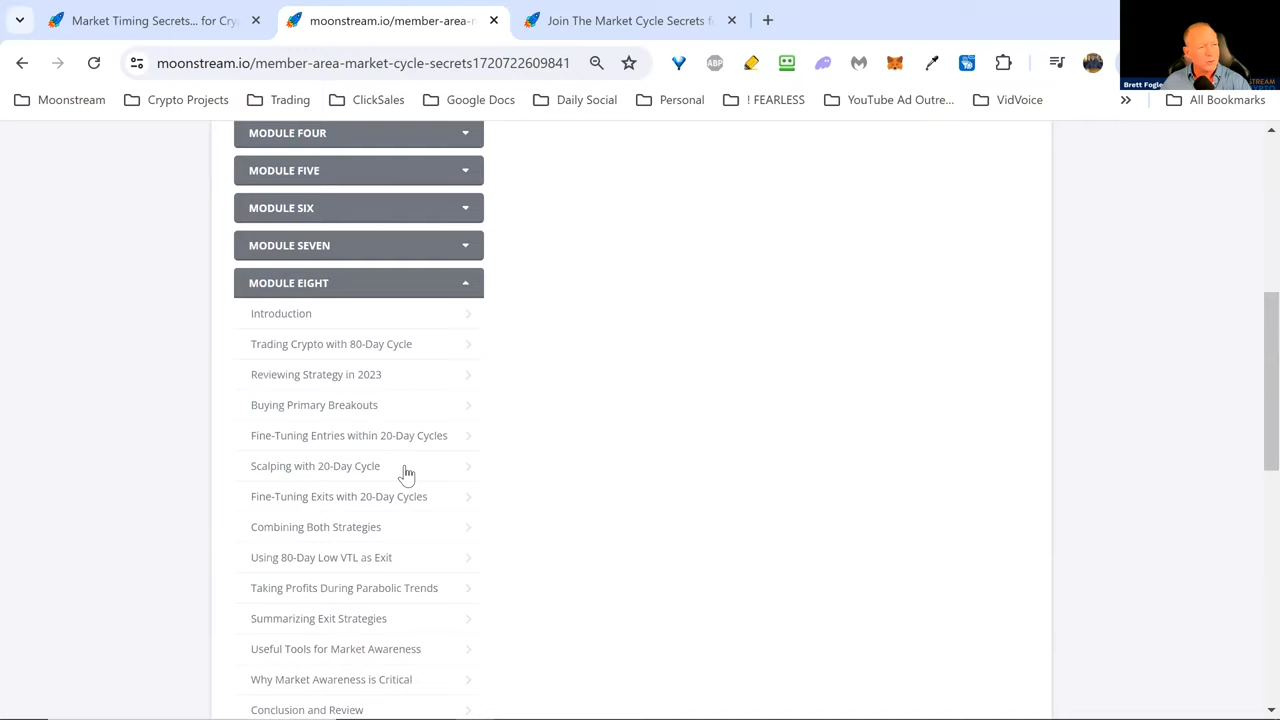 Market Timing Secrets... for Cry
moonstream.io/member-area-m
Join The Market Cycle Secrets f
moonstream.io/member-area-market-cycle-secrets1720722609841
ABP
Moonstream
Crypto Projects
Trading
ClickSales
Google Docs
Daily Social
Personal
! FEARLESS
YouTube Ad Outre...
VidVoice
All Bookmarks
Brett Fogle
MODULE FOUR
MODULE FIVE
MODULE SIX
MODULE SEVEN
MODULE EIGHT
Introduction
Trading Crypto with 80-Day Cycle
Reviewing Strategy in 2023
Buying Primary Breakouts
Fine-Tuning Entries within 20-Day Cycles
Scalping with 20-Day Cycle
Fine-Tuning Exits with 20-Day Cycles
Combining Both Strategies
Using 80-Day Low VTL as Exit
Taking Profits During Parabolic Trends
Summarizing Exit Strategies
Useful Tools for Market Awareness
Why Market Awareness is Critical
Conclusion and Review